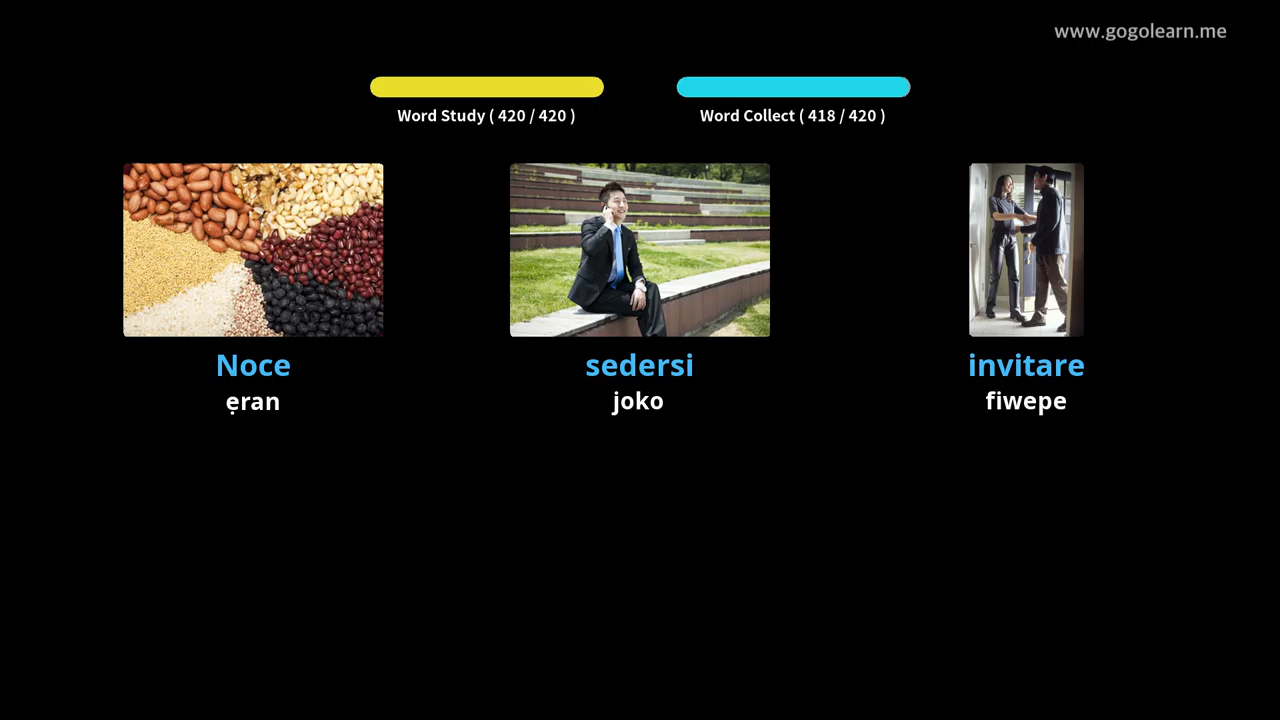 www.gogolearn.me
Word Study ( 420 / 420 )
Word Collect ( 418 / 420 )
Noce
ẹran
sedersi
joko
invitare
fiwepe